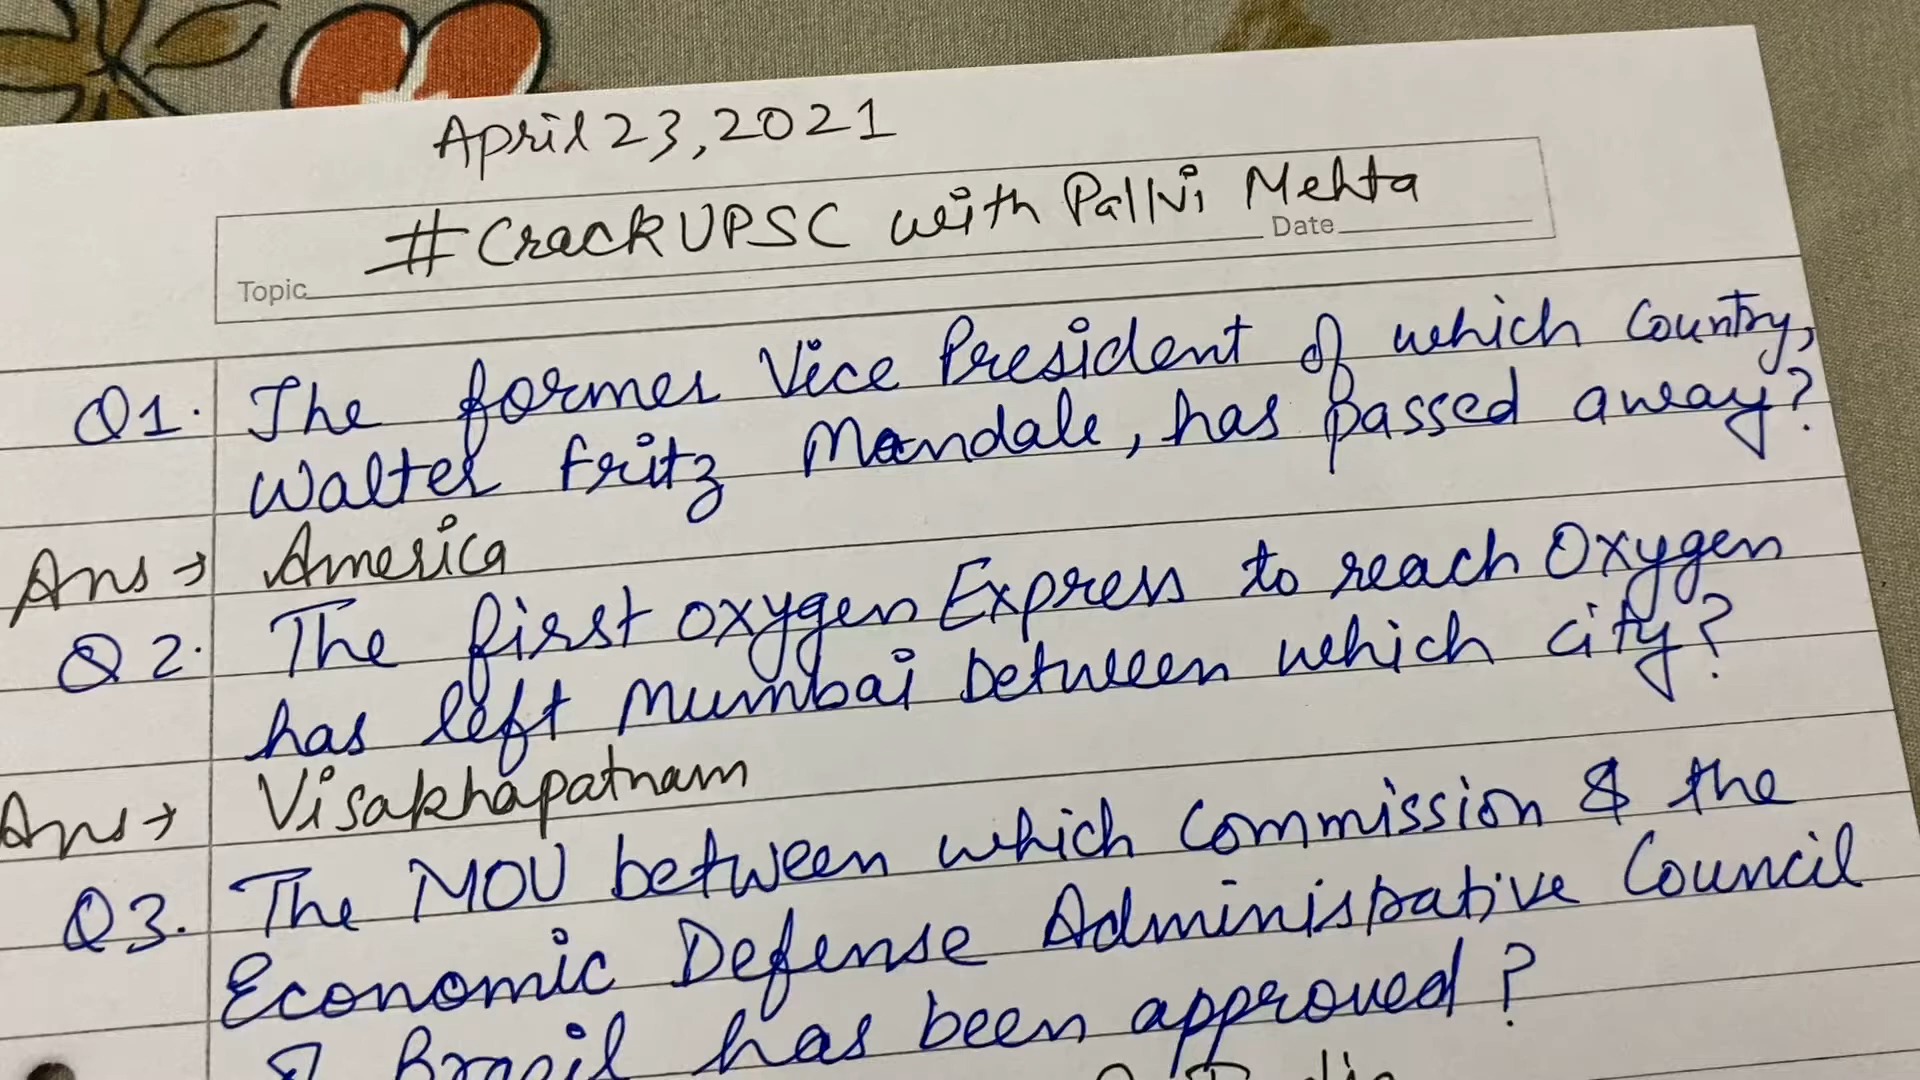 April 23, 2021
#CrackUPSC with Pallvi Mehta
Topic Date
Q1. The former Vice President of which Country,
Walter Fritz Mondale, has passed away?
Ans → America
Q2. The first oxygen Express to reach Oxygen
has left Mumbai between which city?
Ans → Visakhapatnam
Q3. The MOU between which Commission & the
Economic Defense Administrative Council
of Brazil has been approved?